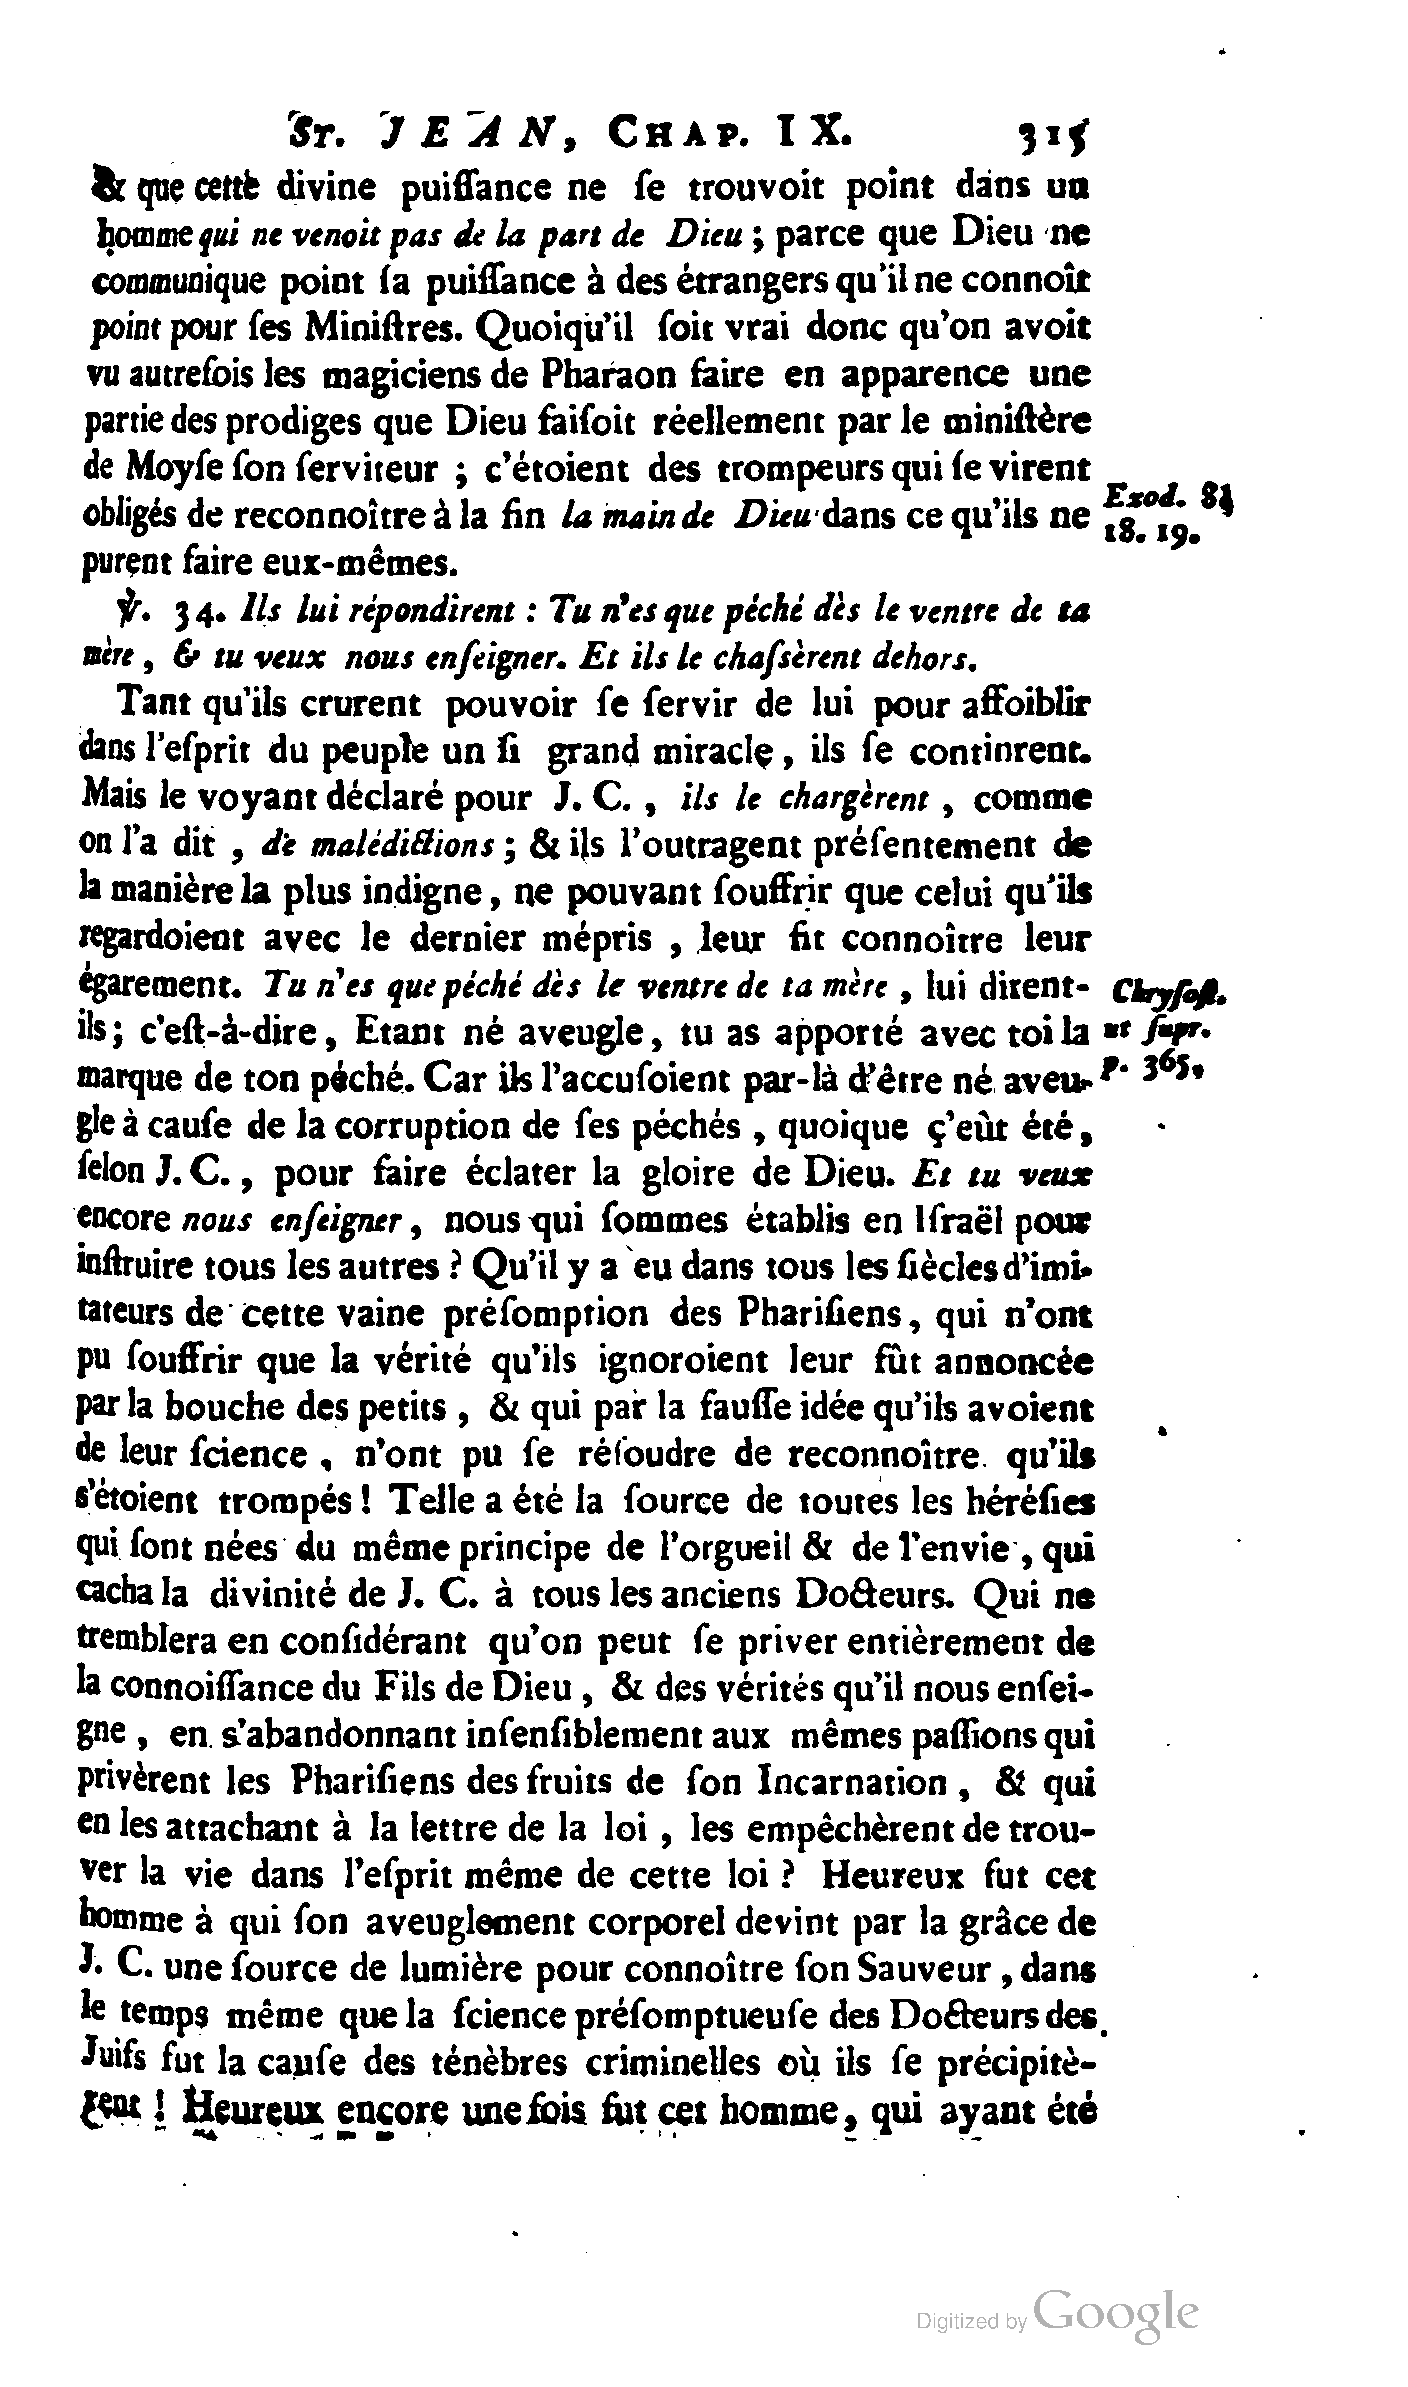 St. JEAN, CHAP. IX. 315
& que cette divine puiſſance ne ſe trouvoit point dans un
homme qui ne venoit pas de la part de Dieu ; parce que Dieu ne
communique point ſa puiſſance à des étrangers qu'il ne connoît
point pour ſes Miniſtres. Quoiqu'il ſoit vrai donc qu'on avoit
vu autrefois les magiciens de Pharaon faire en apparence une
partie des prodiges que Dieu faiſoit réellement par le miniſtère
de Moyſe ſon ſerviteur ; c'étoient des trompeurs qui ſe virent
obligés de reconnoître à la fin la main de Dieu dans ce qu'ils ne
Exod. 8.
18. 19.
purent faire eux-mêmes.
℣. 34. Ils lui répondirent : Tu n'es que péché dès le ventre de ta
mère, & tu veux nous enſeigner. Et ils le chaſsèrent dehors.
Tant qu'ils crurent pouvoir ſe ſervir de lui pour affoiblir
dans l'eſprit du peuple un ſi grand miracle, ils ſe continrent.
Mais le voyant déclaré pour J. C., ils le chargèrent, comme
on l'a dit, de malédictions ; & ils l'outragent préſentement de
la manière la plus indigne, ne pouvant ſouffrir que celui qu'ils
regardoient avec le dernier mépris, leur fit connoître leur
égarement. Tu n'es que péché dès le ventre de ta mère, lui dirent-
ils ; c'eſt-à-dire, Etant né aveugle, tu as apporté avec toi la
marque de ton péché. Car ils l'accuſoient par-là d'être né aveu-
Chryſoſt.
ut ſupr.
p. 365.
gle à cauſe de la corruption de ſes péchés, quoique ç'eût été,
ſelon J. C., pour faire éclater la gloire de Dieu. Et tu veux
encore nous enſeigner, nous qui ſommes établis en Iſraël pour
inſtruire tous les autres ? Qu'il y a eu dans tous les ſiècles d'imi-
tateurs de cette vaine préſomption des Phariſiens, qui n'ont
pu ſouffrir que la vérité qu'ils ignoroient leur fût annoncée
par la bouche des petits, & qui par la fauſſe idée qu'ils avoient
de leur ſcience, n'ont pu ſe réſoudre de reconnoître qu'ils
s'étoient trompés ! Telle a été la ſource de toutes les héréſies
qui ſont nées du même principe de l'orgueil & de l'envie, qui
cacha la divinité de J. C. à tous les anciens Docteurs. Qui ne
tremblera en conſidérant qu'on peut ſe priver entièrement de
la connoiſſance du Fils de Dieu, & des vérités qu'il nous enſei-
gne, en s'abandonnant inſenſiblement aux mêmes paſſions qui
privèrent les Phariſiens des fruits de ſon Incarnation, & qui
en les attachant à la lettre de la loi, les empêchèrent de trou-
ver la vie dans l'eſprit même de cette loi ? Heureux fut cet
homme à qui ſon aveuglement corporel devint par la grâce de
J. C. une ſource de lumière pour connoître ſon Sauveur, dans
le temps même que la ſcience préſomptueuſe des Docteurs des
Juifs fut la cauſe des ténèbres criminelles où ils ſe précipitè-
rent ! Heureux encore une fois fut cet homme, qui ayant été
Digitized by Google